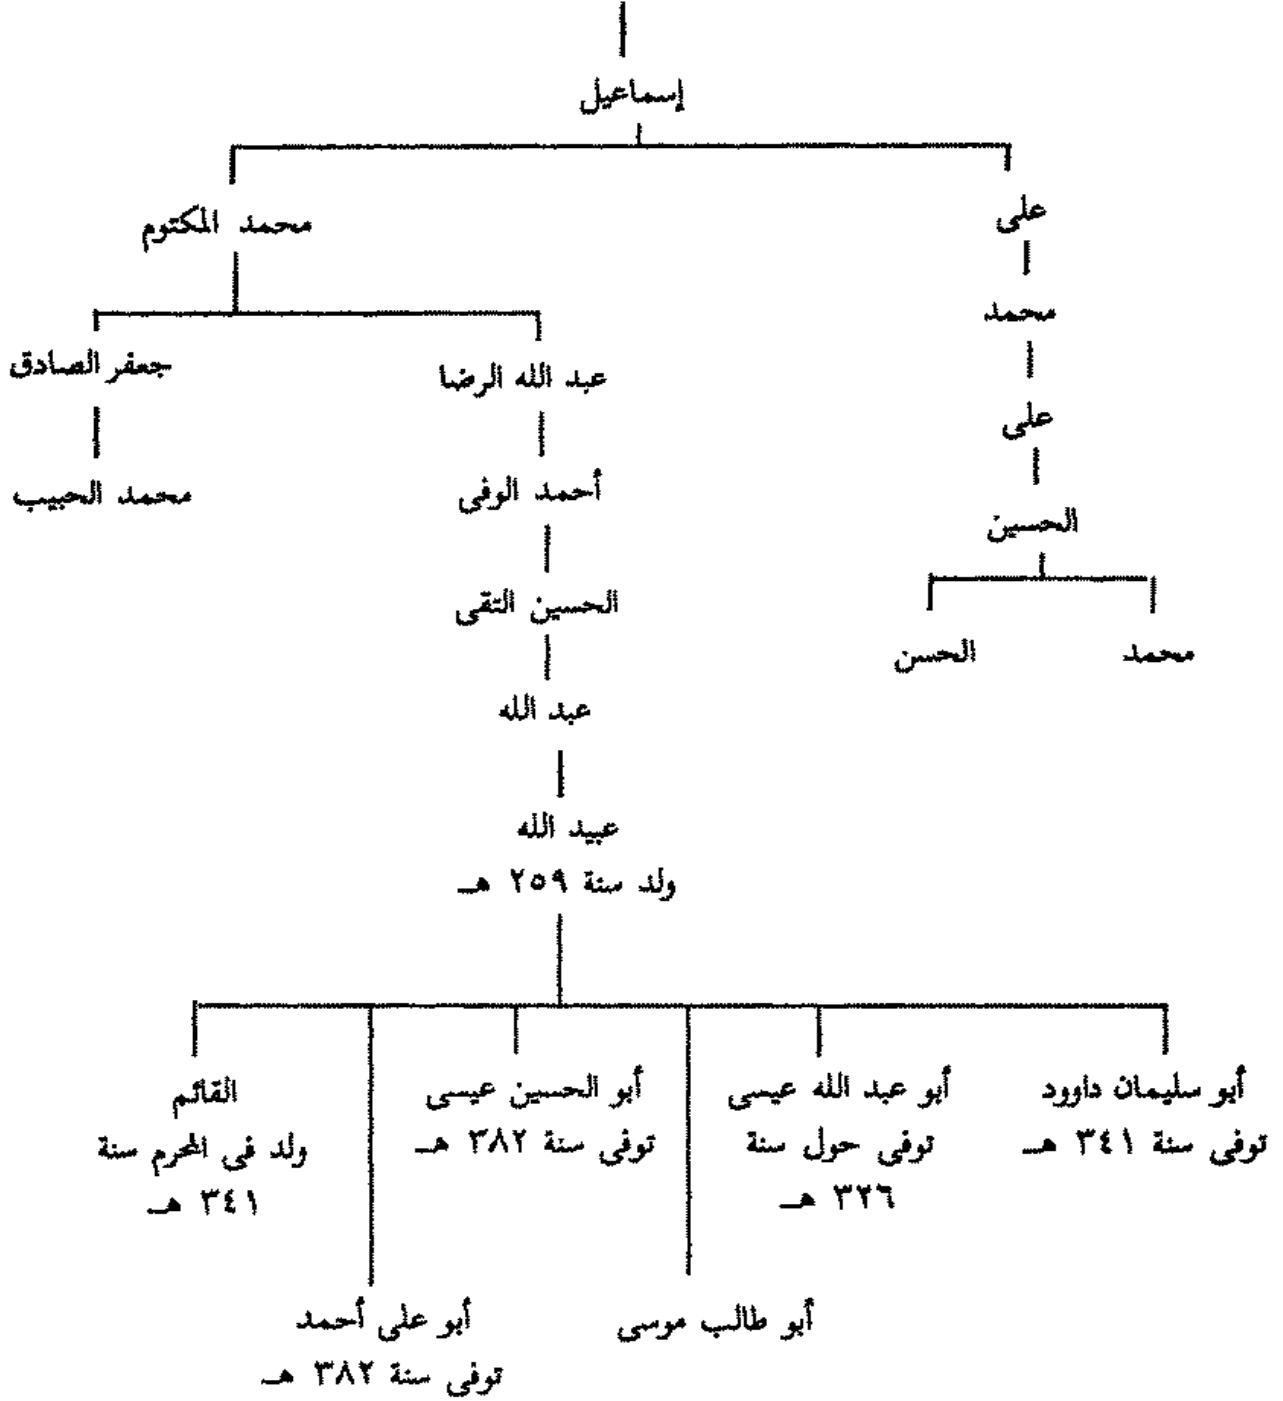 إسماعيل
على
محمد المكتوم
محمد
جعفر الصادق
عبد الله الرضا
على
محمد الحبيب
أحمد الوفى
الحسين
الحسين التقى
محمد
الحسن
عبد الله
عبيد الله
ولد سنة ٢٥٩ هـ
أبو سليمان داوود
توفى سنة ٣٤١ هـ
أبو عبد الله عيسى
توفى حول سنة
٣٢٦ هـ
أبو الحسين عيسى
توفى سنة ٣٨٢ هـ
القائم
ولد فى المحرم سنة
٣٤١ هـ
أبو طالب موسى
أبو على أحمد
توفى سنة ٣٨٢ هـ